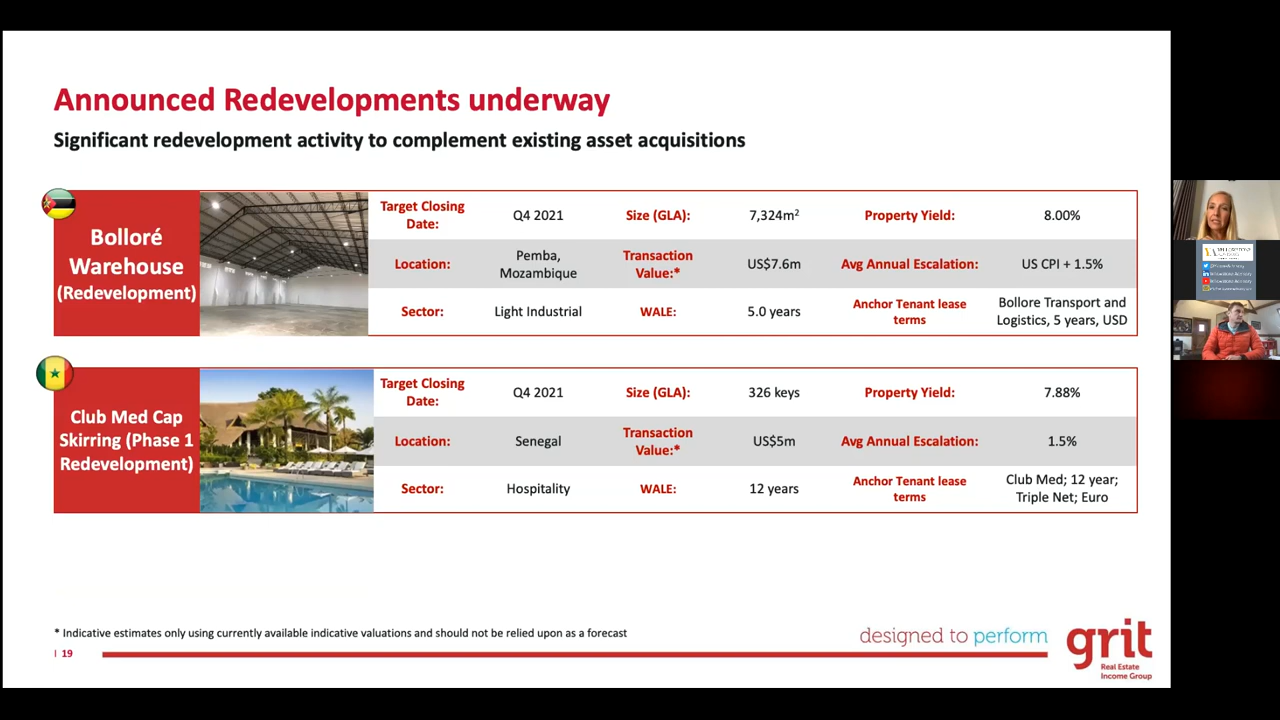 Announced Redevelopments underway
Significant redevelopment activity to complement existing asset acquisitions
Bolloré
Warehouse
(Redevelopment)
Target Closing
Date:
Q4 2021
Size (GLA):
7,324m²
Property Yield:
8.00%
Location:
Pemba,
Mozambique
Transaction
Value:*
US$7.6m
Avg Annual Escalation:
US CPI + 1.5%
Sector:
Light Industrial
WALE:
5.0 years
Anchor Tenant lease
terms
Bollore Transport and
Logistics, 5 years, USD
Club Med Cap
Skirring (Phase 1
Redevelopment)
Target Closing
Date:
Q4 2021
Size (GLA):
326 keys
Property Yield:
7.88%
Location:
Senegal
Transaction
Value:*
US$5m
Avg Annual Escalation:
1.5%
Sector:
Hospitality
WALE:
12 years
Anchor Tenant lease
terms
Club Med; 12 year;
Triple Net; Euro
* Indicative estimates only using currently available indicative valuations and should not be relied upon as a forecast
| 19
designed to perform
grit
Real Estate
Income Group